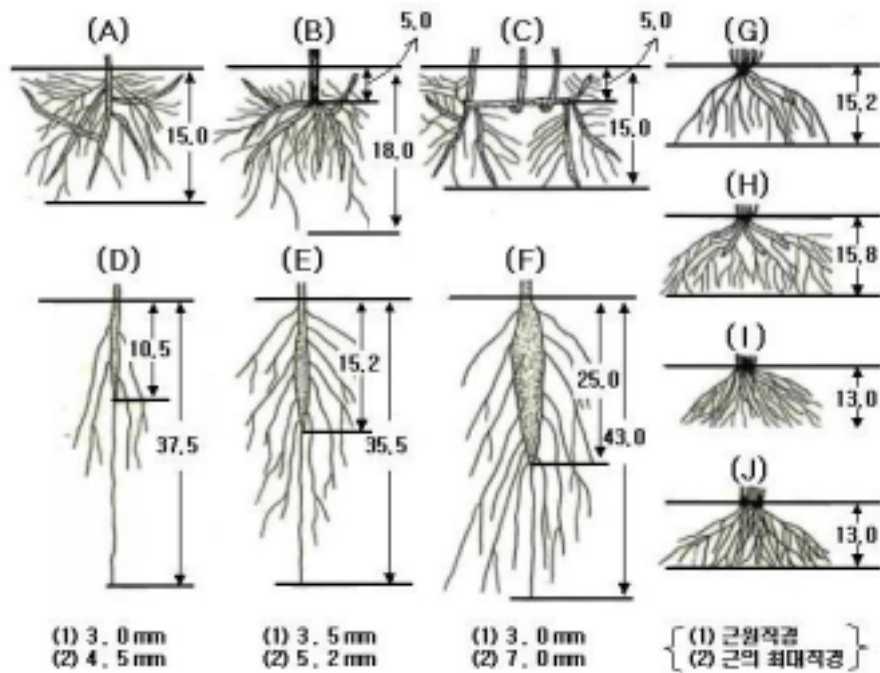 (A)
(B)
5.0
(C)
5.0
(G)
15.0
18.0
15.0
15.2
(H)
15.8
(D)
(E)
(F)
10.5
37.5
15.2
35.5
25.0
43.0
(I)
13.0
(J)
13.0
(1) 3.0 mm
(2) 4.5 mm
(1) 3.5 mm
(2) 5.2 mm
(1) 3.0 mm
(2) 7.0 mm
(1) 근원직경
(2) 근의 최대직경